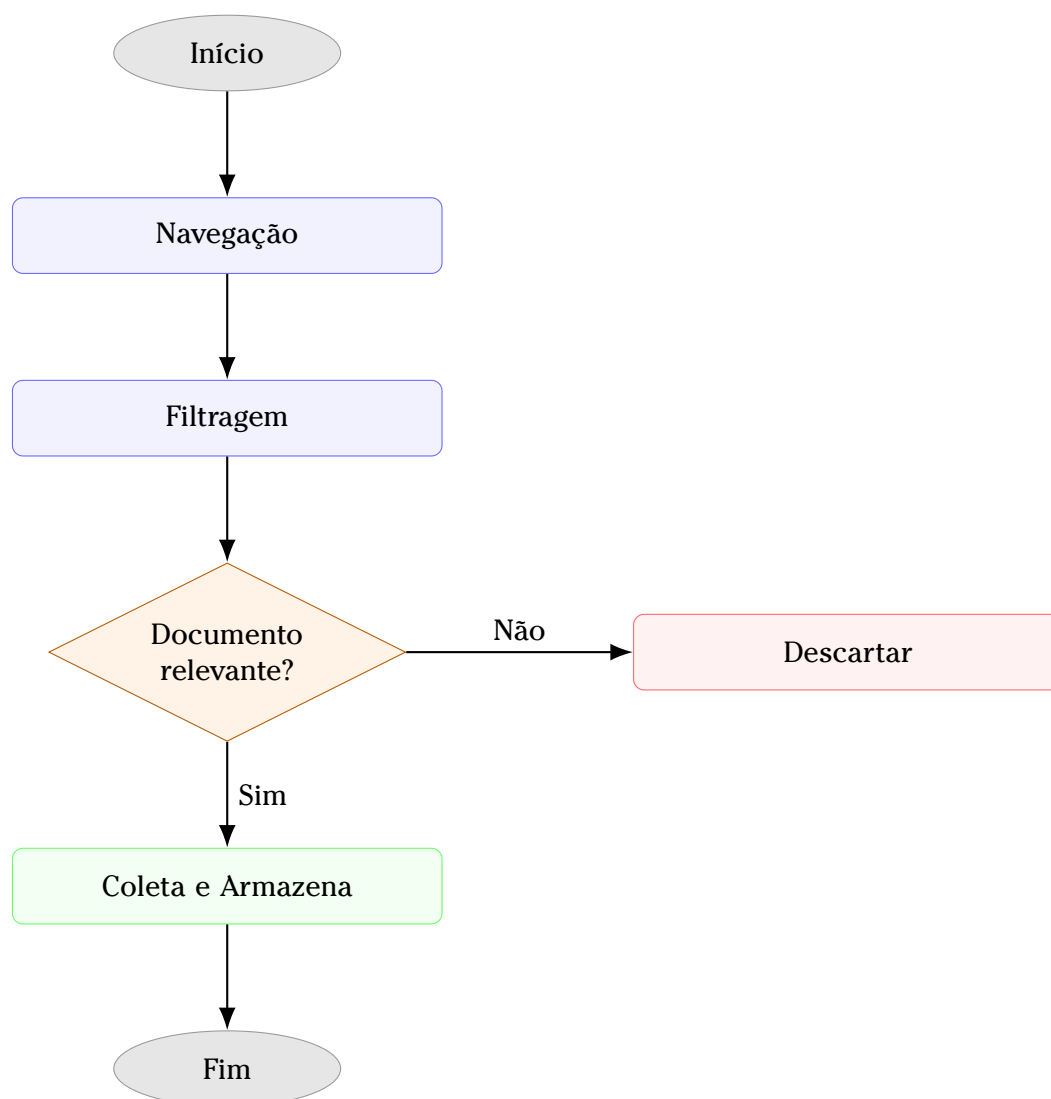 Início
Navegação
Filtragem
Documento
relevante?
Não
Descartar
Sim
Coleta e Armazena
Fim